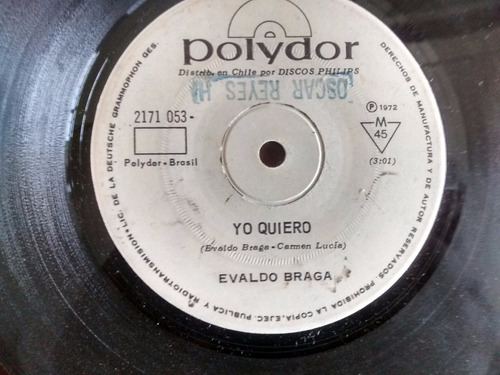 polydor
Distrib. en Chile por DISCOS PHILIPS
OSCAR REYES
2171 053-
Polydor-Brasil
Ⓟ 1972
M
45
(3:01)
YO QUIERO
(Evaldo Braga-Carmen Lucía)
EVALDO BRAGA
DERECHOS DE MANUFACTURA Y DE AUTOR RESERVADOS PROHIBIDA LA COPIA, EJEC. PUBLICA Y RADIOTRANSMISION • LIC. DE LA DEUTSCHE GRAMMOPHON GES.